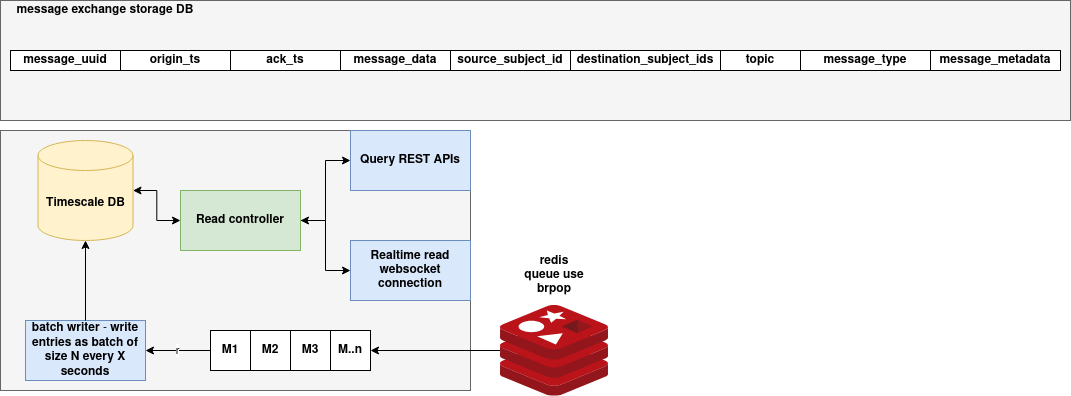 message exchange storage DB
message_uuid origin_ts ack_ts message_data source_subject_id destination_subject_ids topic message_type message_metadata
Query REST APIs
Timescale DB
Read controller
Realtime read
websocket
connection
redis
queue use
brpop
batch writer - write
entries as batch of
size N every X
seconds
r
M1 M2 M3 M..n